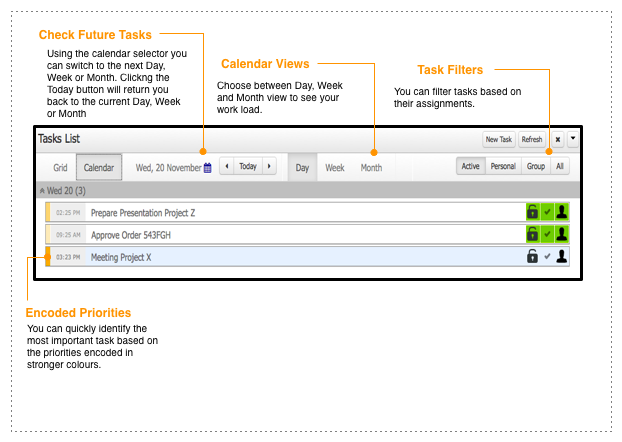 Check Future Tasks
Using the calendar selector you
can switch to the next Day,
Week or Month. Clickng the
Today button will return you
back to the current Day, Week
or Month
Calendar Views
Choose between Day, Week
and Month view to see your
work load.
Task Filters
You can filter tasks based on
their assignments.
Tasks List
New Task Refresh
Grid Calendar Wed, 20 November Today Day Week Month Active Personal Group All
Wed 20 (3)
02:25 PM Prepare Presentation Project Z
09:25 AM Approve Order 543FGH
03:23 PM Meeting Project X
Encoded Priorities
You can quickly identify the
most important task based on
the priorities encoded in
stronger colours.